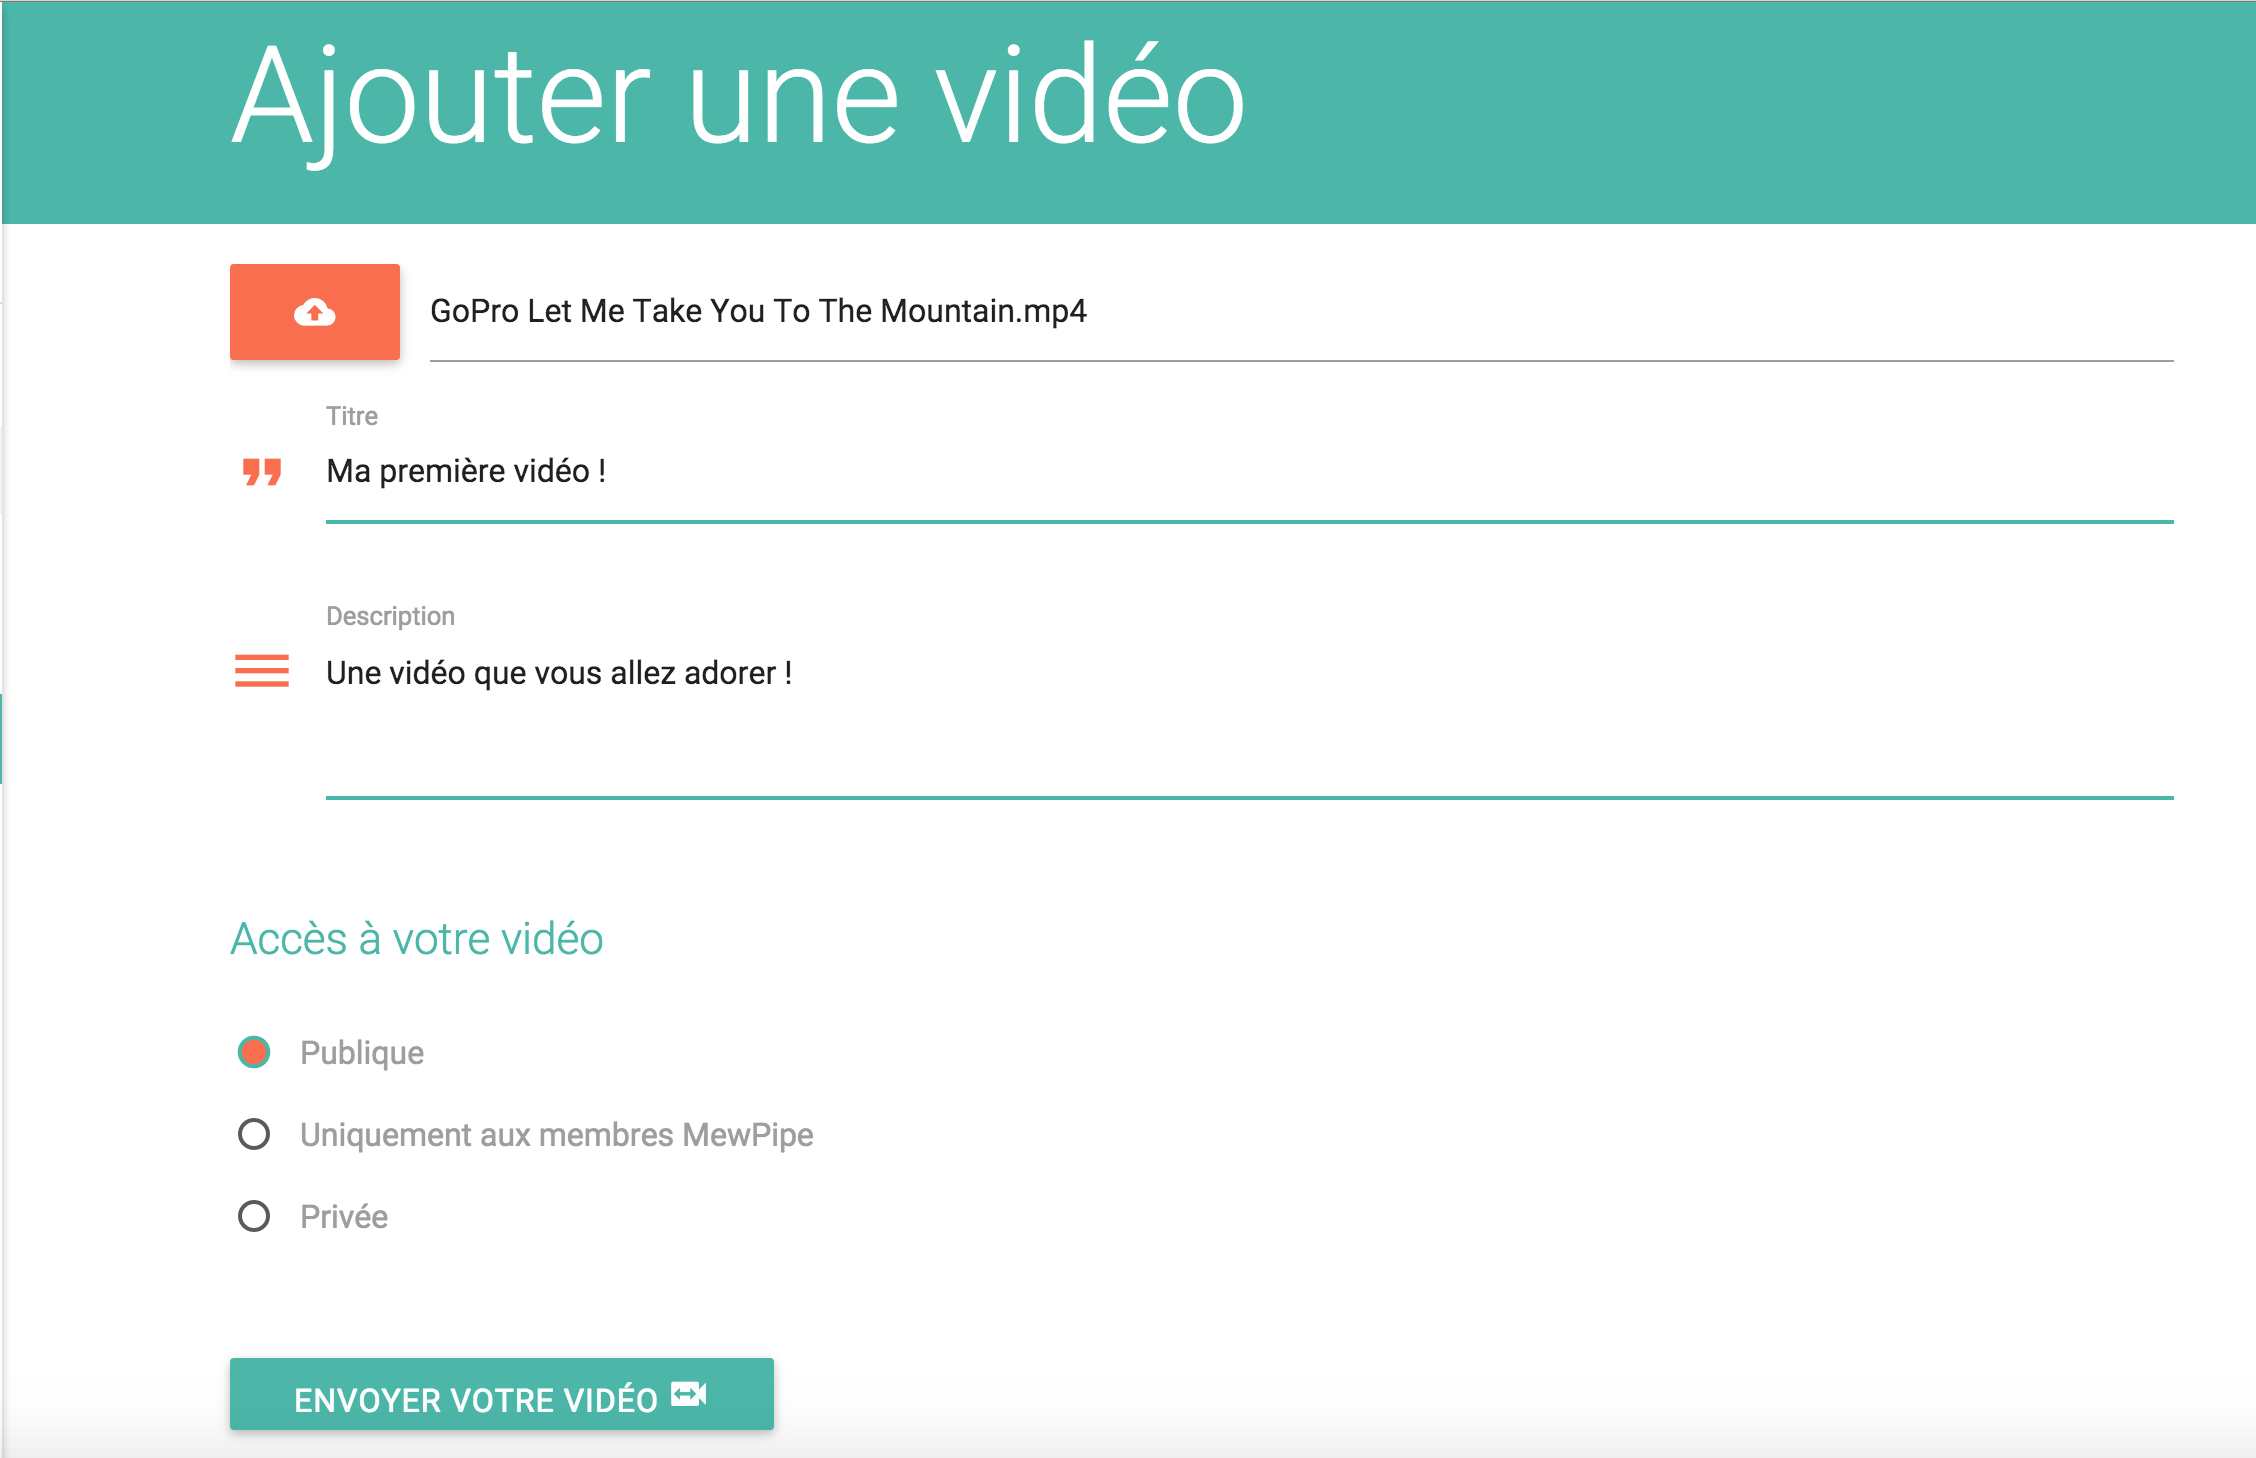 Ajouter une vidéo
GoPro Let Me Take You To The Mountain.mp4
Titre
Ma première vidéo !
Description
Une vidéo que vous allez adorer !
Accès à votre vidéo
Publique
Uniquement aux membres MewPipe
Privée
ENVOYER VOTRE VIDÉO